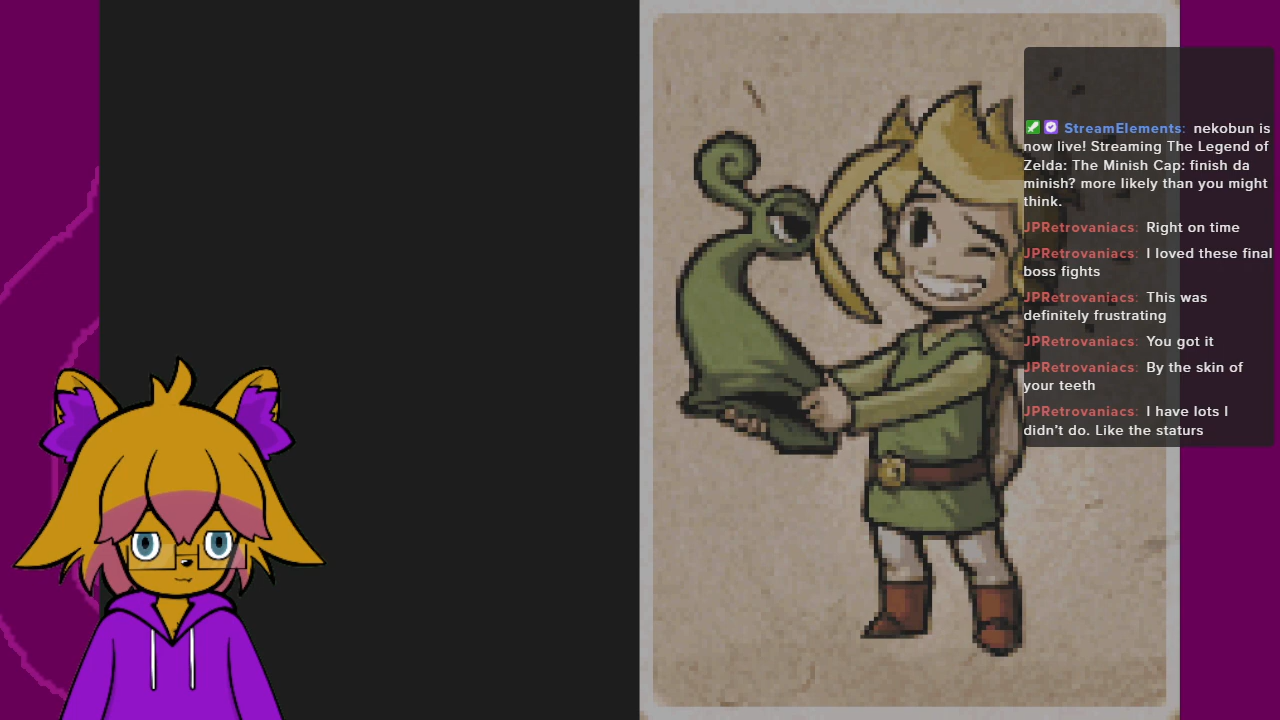 StreamElements: nekobun is
now live! Streaming The Legend of
Zelda: The Minish Cap: finish da
minish? more likely than you might
think.
JPRetrovaniacs: Right on time
JPRetrovaniacs: I loved these final
boss fights
JPRetrovaniacs: This was
definitely frustrating
JPRetrovaniacs: You got it
JPRetrovaniacs: By the skin of
your teeth
JPRetrovaniacs: I have lots I
didn't do. Like the staturs